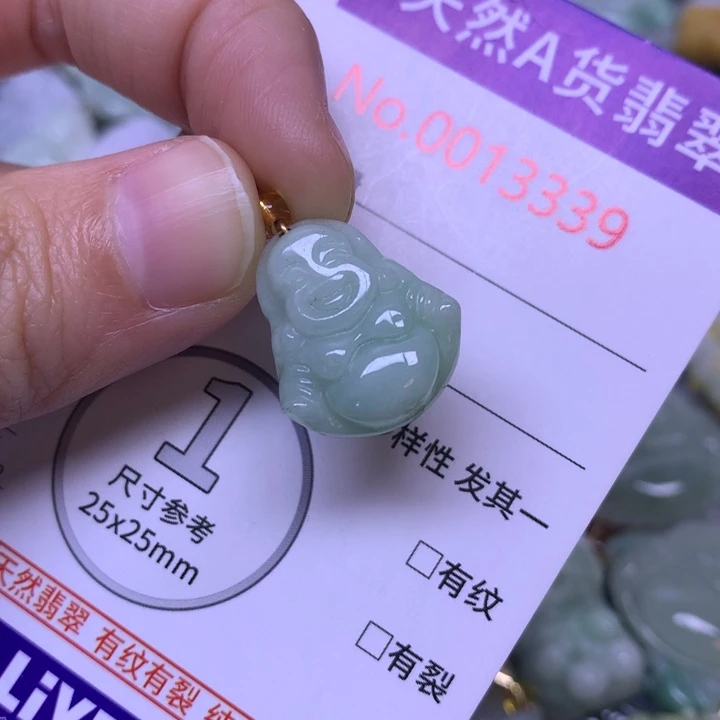 天然A货翡翠
No.0013339
样性 发其一
1
尺寸参考
25x25mm
□有纹
□有裂
天然翡翠 有纹有裂
LiY